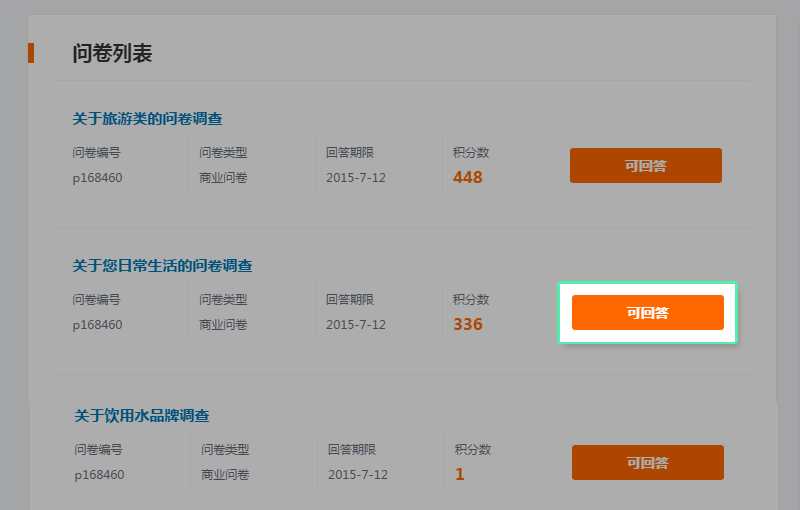 问卷列表
关于旅游类的问卷调查
问卷编号 问卷类型 回答期限 积分数
p168460 商业问卷 2015-7-12 448
可回答
关于您日常生活的问卷调查
问卷编号 问卷类型 回答期限 积分数
p168460 商业问卷 2015-7-12 336
可回答
关于饮用水品牌调查
问卷编号 问卷类型 回答期限 积分数
p168460 商业问卷 2015-7-12 1
可回答